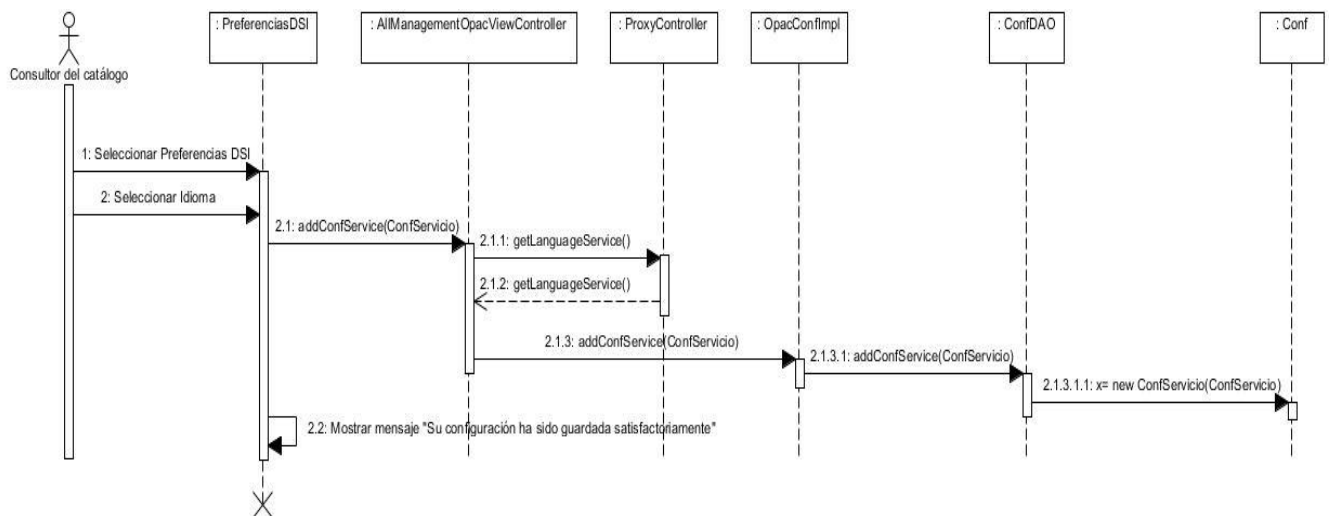 : PreferenciasDSI
: AllManagementOpacViewController
: ProxyController
: OpacConfImpl
: ConfDAO
: Conf
Consultor del catálogo
1: Seleccionar Preferencias DSI
2: Seleccionar Idioma
2.1: addConfService(ConfServicio)
2.1.1: getLanguageService()
2.1.2: getLanguageService()
2.1.3: addConfService(ConfServicio)
2.1.3.1: addConfService(ConfServicio)
2.1.3.1.1: x= new ConfServicio(ConfServicio)
2.2: Mostrar mensaje "Su configuración ha sido guardada satisfactoriamente"